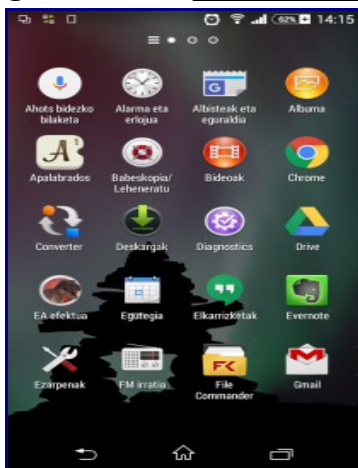 62% 14:15
Ahots bidezko bilaketa
Alarma eta erlojua
Albisteak eta eguraldia
Albuma
Apalabrados
Babeskopia/ Leheneratu
Bideoak
Chrome
Converter
Deskargak
Diagnostics
Drive
EA efektua
Egutegia
Elkarrizketak
Evernote
Ezarpenak
FM irratia
File Commander
Gmail